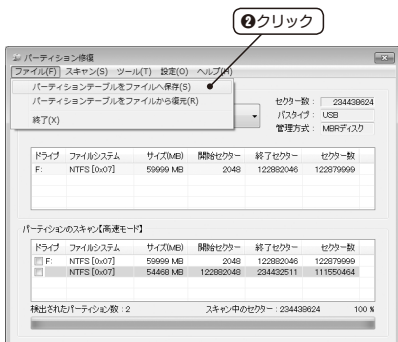 ❷クリック
パーティション修復
ファイル(F) スキャン(S) ツール(T) 設定(O) ヘルプ(H)
パーティションテーブルをファイルへ保存(S)
パーティションテーブルをファイルから復元(R)
終了(X)
セクター数： 234438624
バスタイプ： USB
管理方式： MBRディスク
ドライブ ファイルシステム サイズ(MB) 開始セクター 終了セクター セクター数
F: NTFS [0x07] 59999 MB 2048 122882046 122879999
パーティションのスキャン【高速モード】
ドライブ ファイルシステム サイズ(MB) 開始セクター 終了セクター セクター数
F: NTFS [0x07] 59999 MB 2048 122882046 122879999
NTFS [0x07] 54468 MB 122882048 234432511 111550464
検出されたパーティション数：2 スキャン中のセクター：234438624 100 %